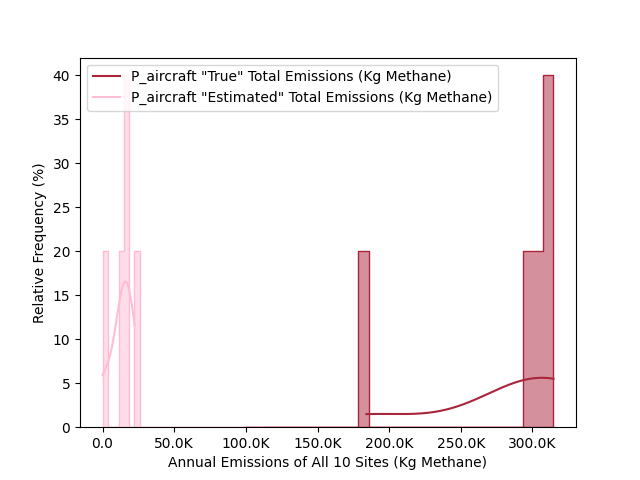 P_aircraft "True" Total Emissions (Kg Methane)
P_aircraft "Estimated" Total Emissions (Kg Methane)
40
35
30
25
20
15
10
5
0
Relative Frequency (%)
0.0 50.0K 100.0K 150.0K 200.0K 250.0K 300.0K
Annual Emissions of All 10 Sites (Kg Methane)